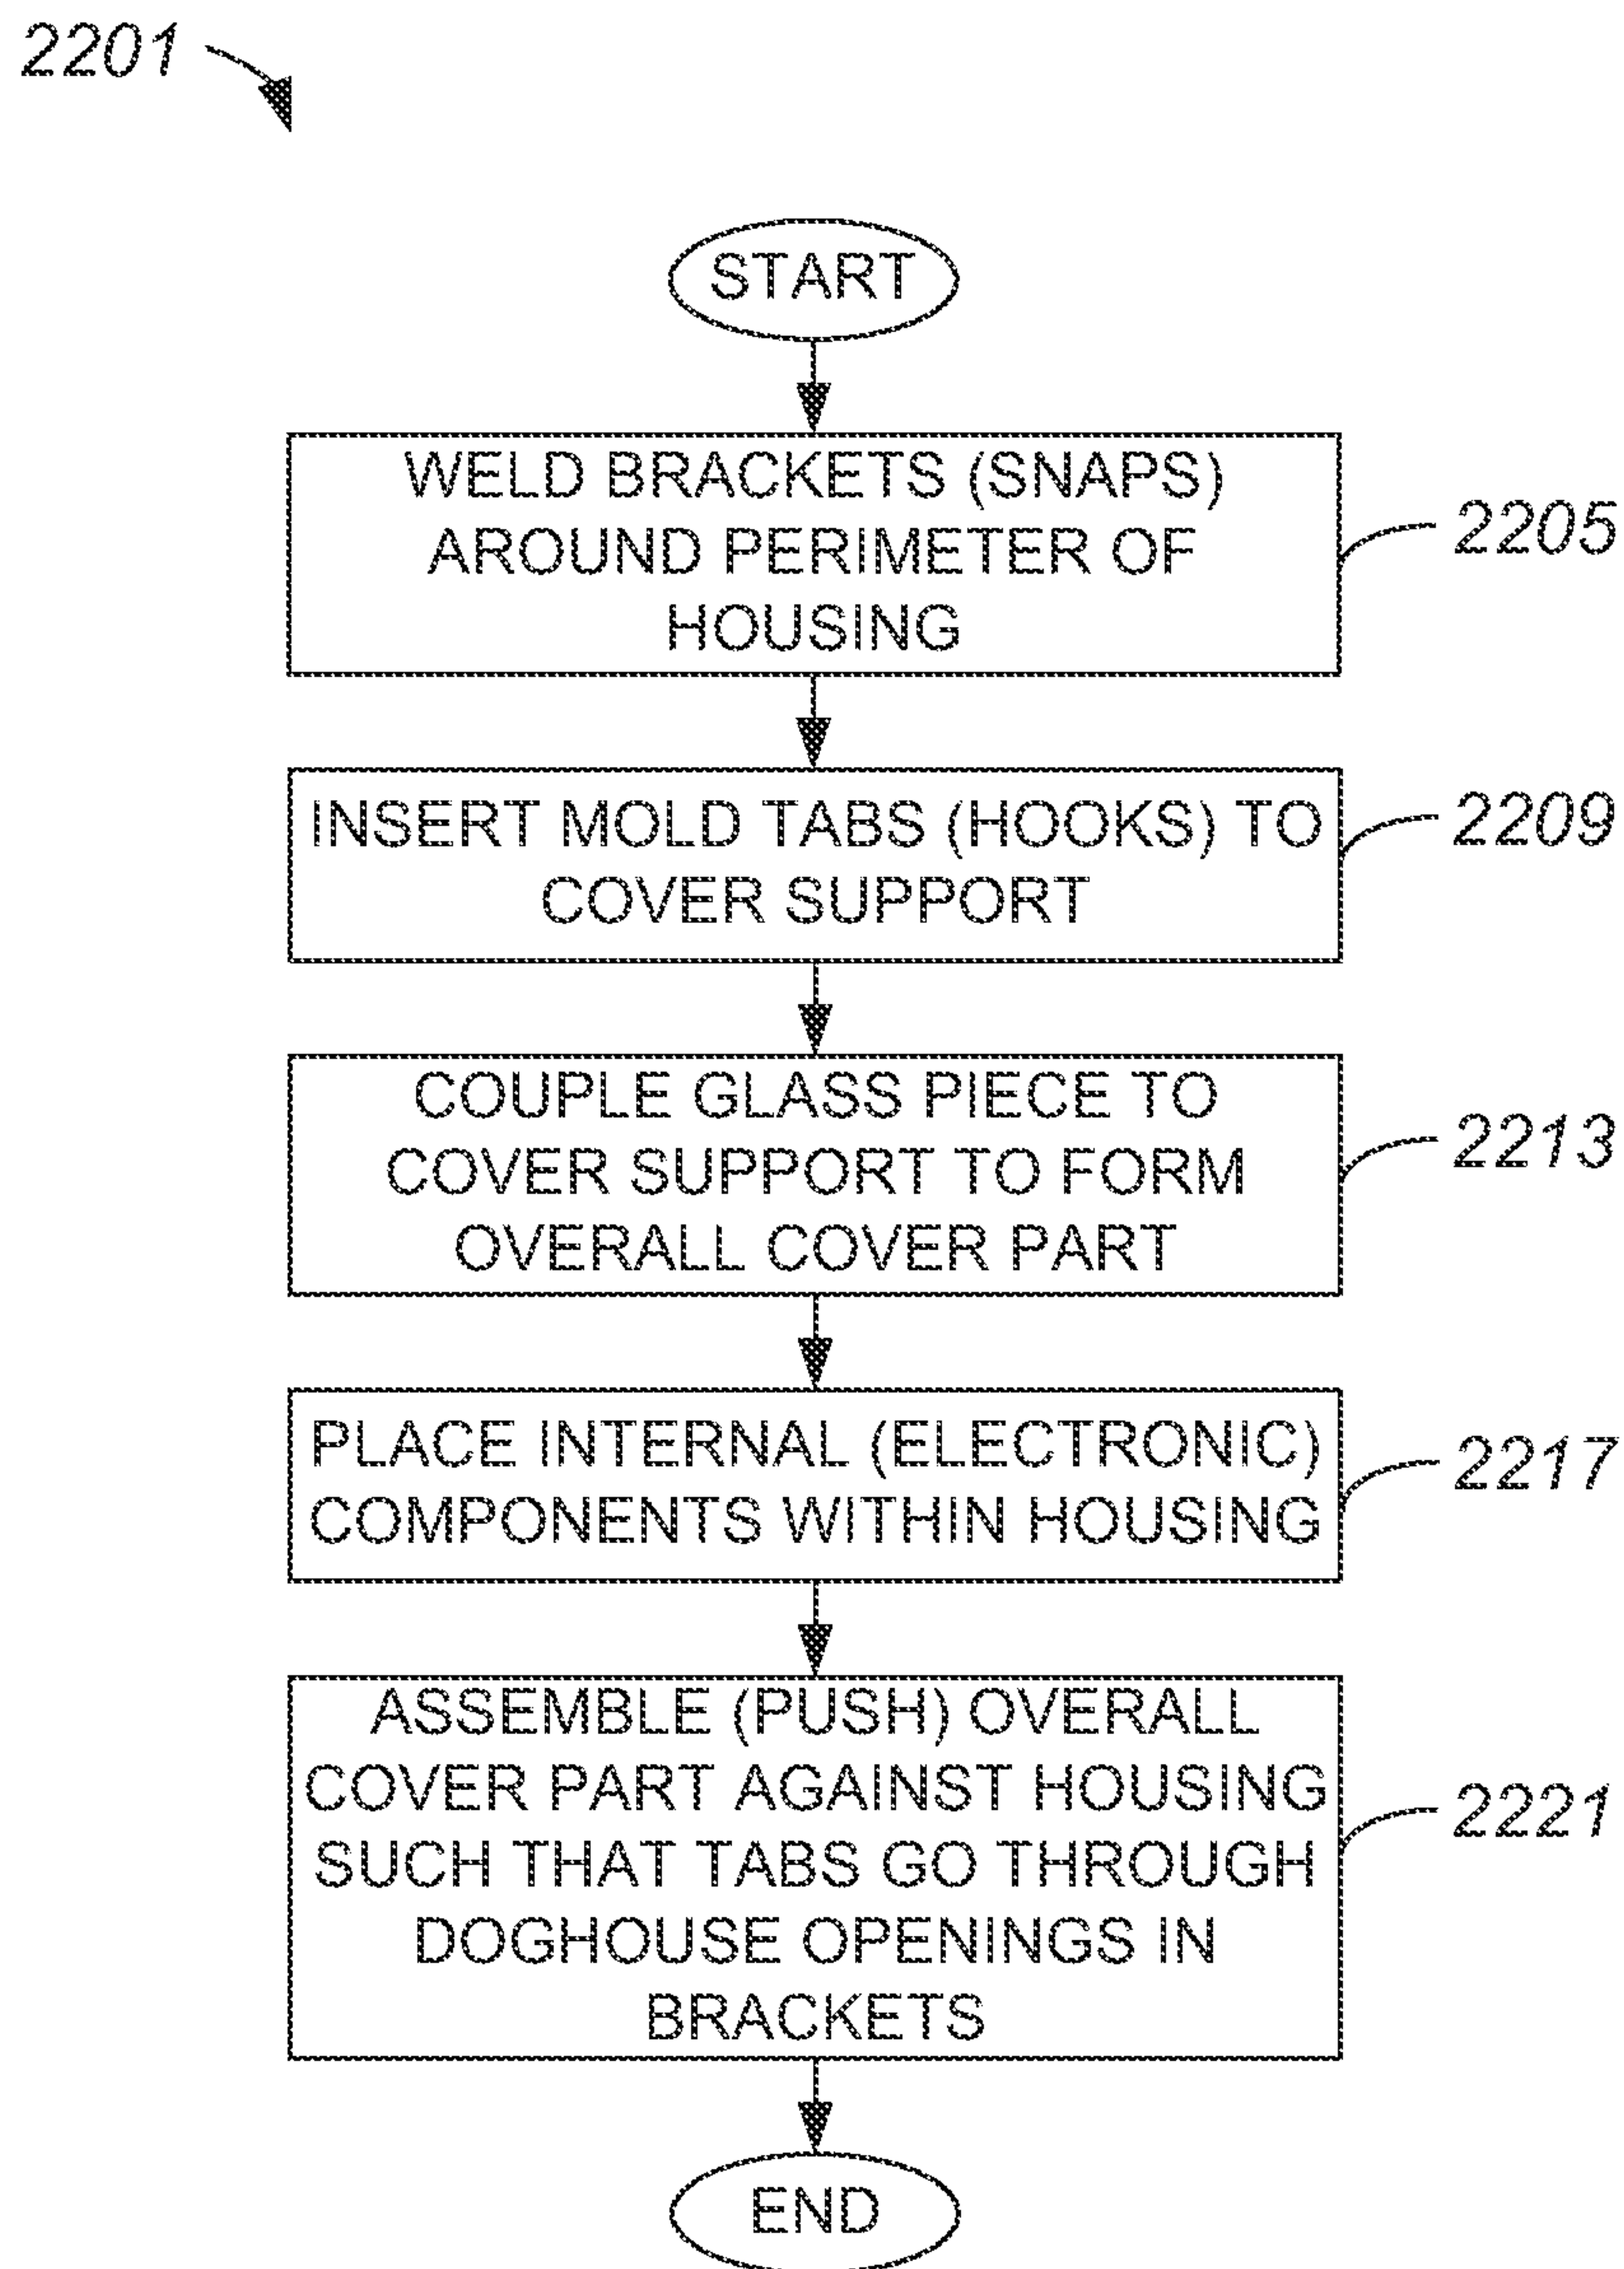 2201
START
WELD BRACKETS (SNAPS)
AROUND PERIMETER OF
HOUSING
2205
INSERT MOLD TABS (HOOKS) TO
COVER SUPPORT
2209
COUPLE GLASS PIECE TO
COVER SUPPORT TO FORM
OVERALL COVER PART
2213
PLACE INTERNAL (ELECTRONIC)
COMPONENTS WITHIN HOUSING
2217
ASSEMBLE (PUSH) OVERALL
COVER PART AGAINST HOUSING
SUCH THAT TABS GO THROUGH
DOGHOUSE OPENINGS IN
BRACKETS
2221
END